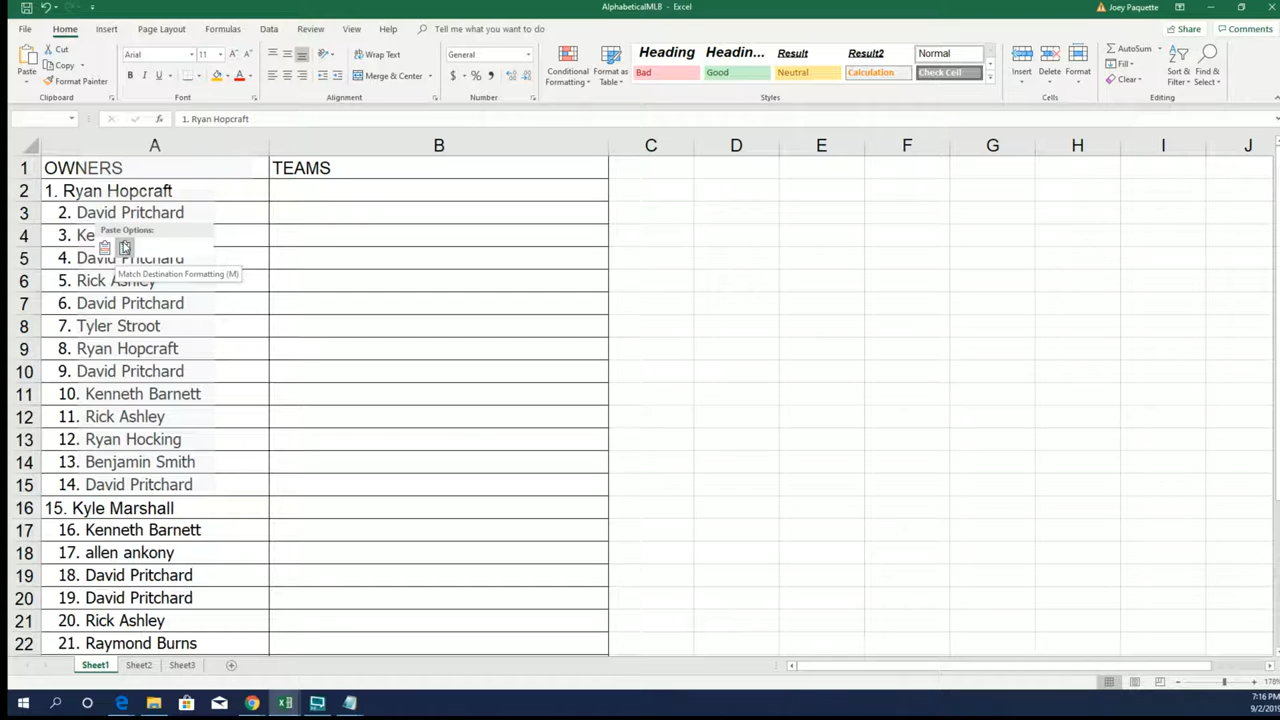 AlphabeticalMLB - Excel
Joey Paquette
File Home Insert Page Layout Formulas Data Review View Help Tell me what you want to do
Share Comments
Cut
Copy
Format Painter
Paste
Clipboard
Arial 11
B I U
Font
Wrap Text
Merge & Center
Alignment
General
$ % ,
Number
Conditional Formatting
Format as Table
Heading Headin... Result Result2 Normal
Bad Good Neutral Calculation Check Cell
Styles
Insert Delete Format
Cells
AutoSum
Fill
Clear
Sort & Filter
Find & Select
Editing
fx 1. Ryan Hopcraft
A B C D E F G H I J
1 OWNERS TEAMS
2 1. Ryan Hopcraft
3 2. David Pritchard
Paste Options:
4 3. Ke
5 4. David Pritchard
Match Destination Formatting (M)
6 5. Rick Ashley
7 6. David Pritchard
8 7. Tyler Stroot
9 8. Ryan Hopcraft
10 9. David Pritchard
11 10. Kenneth Barnett
12 11. Rick Ashley
13 12. Ryan Hocking
14 13. Benjamin Smith
15 14. David Pritchard
16 15. Kyle Marshall
17 16. Kenneth Barnett
18 17. allen ankony
19 18. David Pritchard
20 19. David Pritchard
21 20. Rick Ashley
22 21. Raymond Burns
Sheet1 Sheet2 Sheet3
178%
7:16 PM
9/2/2019